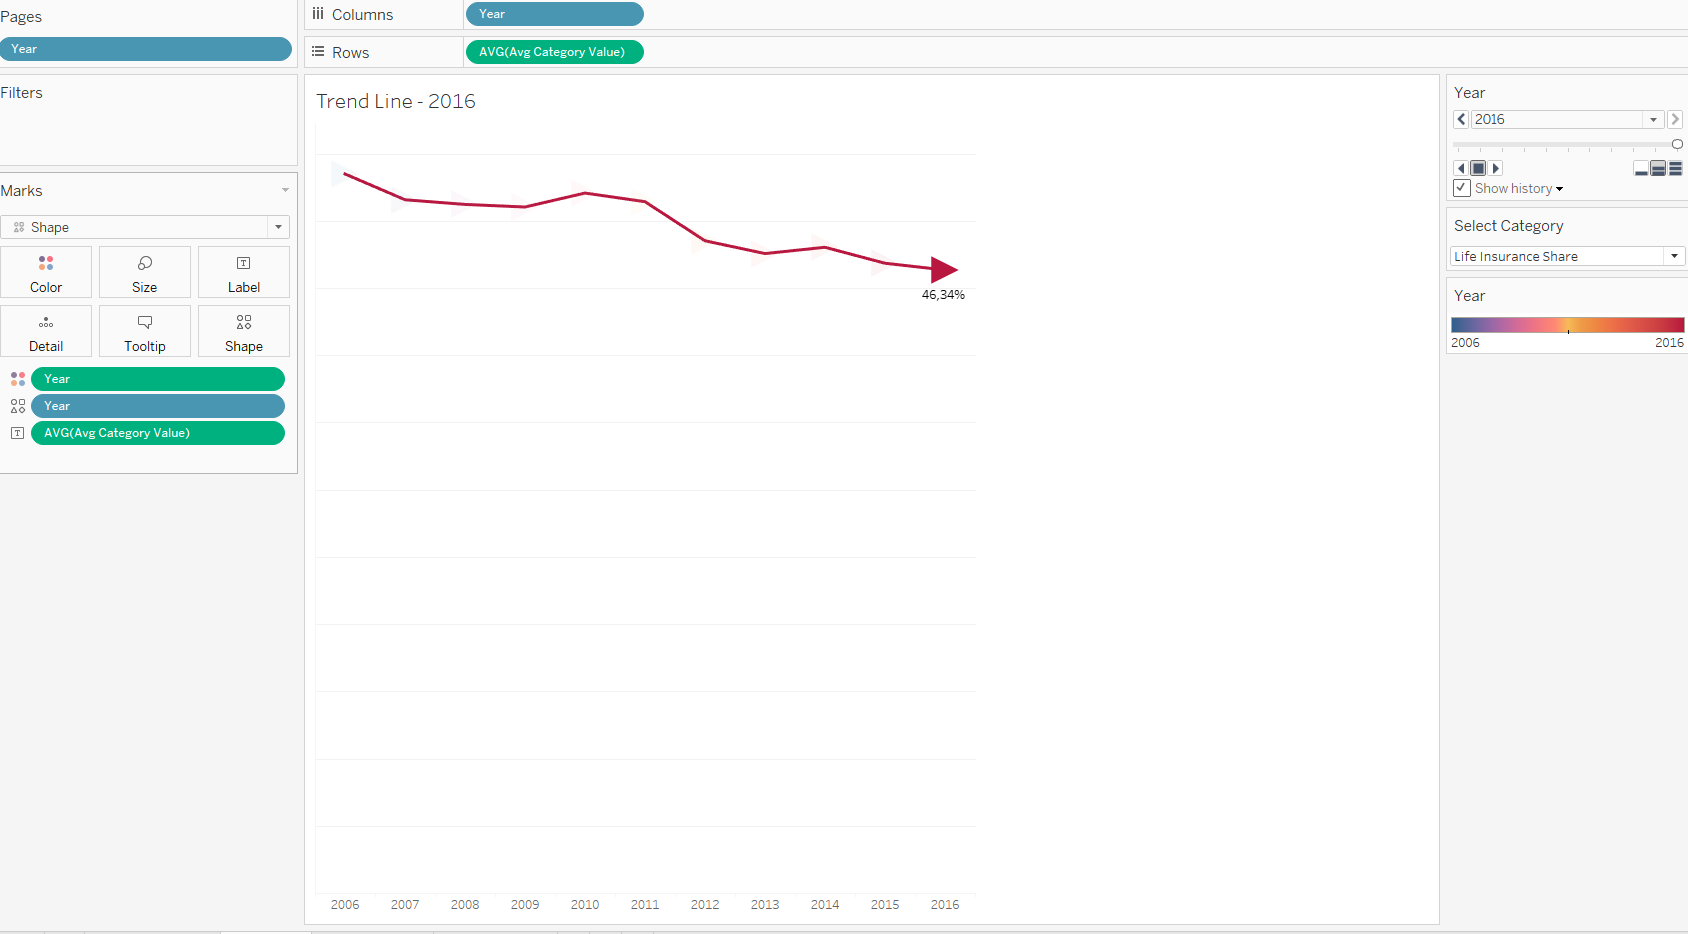 Pages
Year
Filters
Marks
Shape
Color
Size
Label
Detail
Tooltip
Shape
Year
Year
AVG(Avg Category Value)
Columns
Year
Rows
AVG(Avg Category Value)
Trend Line - 2016
46,34%
2006 2007 2008 2009 2010 2011 2012 2013 2014 2015 2016
Year
2016
Show history
Select Category
Life Insurance Share
Year
2006 2016